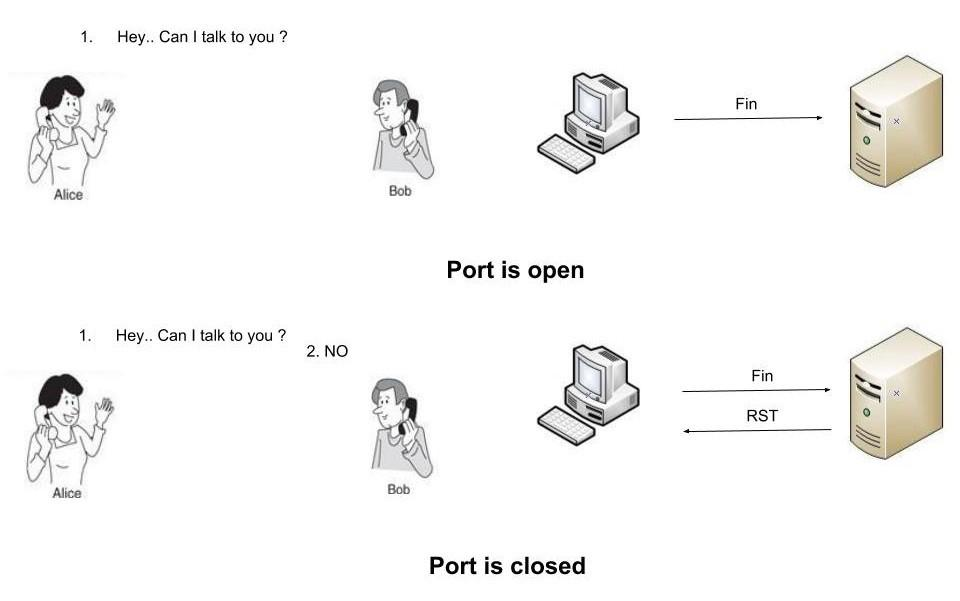 1. Hey.. Can I talk to you ?
Fin
Alice
Bob
Port is open
1. Hey.. Can I talk to you ?
2. NO
Fin
RST
Alice
Bob
Port is closed